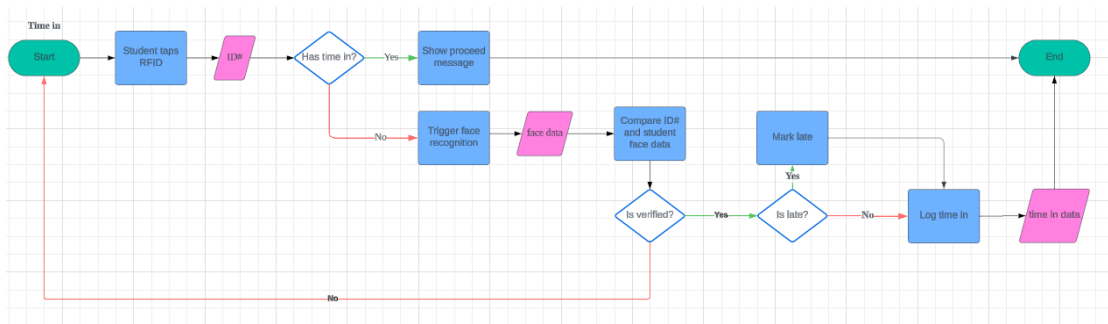 Time in
Start
Student taps
RFID
ID#
Has time in?
Yes
Show proceed
message
End
No
Trigger face
recognition
face data
Compare ID#
and student
face data
Mark late
Yes
Is verified?
Yes
Is late?
No
Log time in
time in data
No